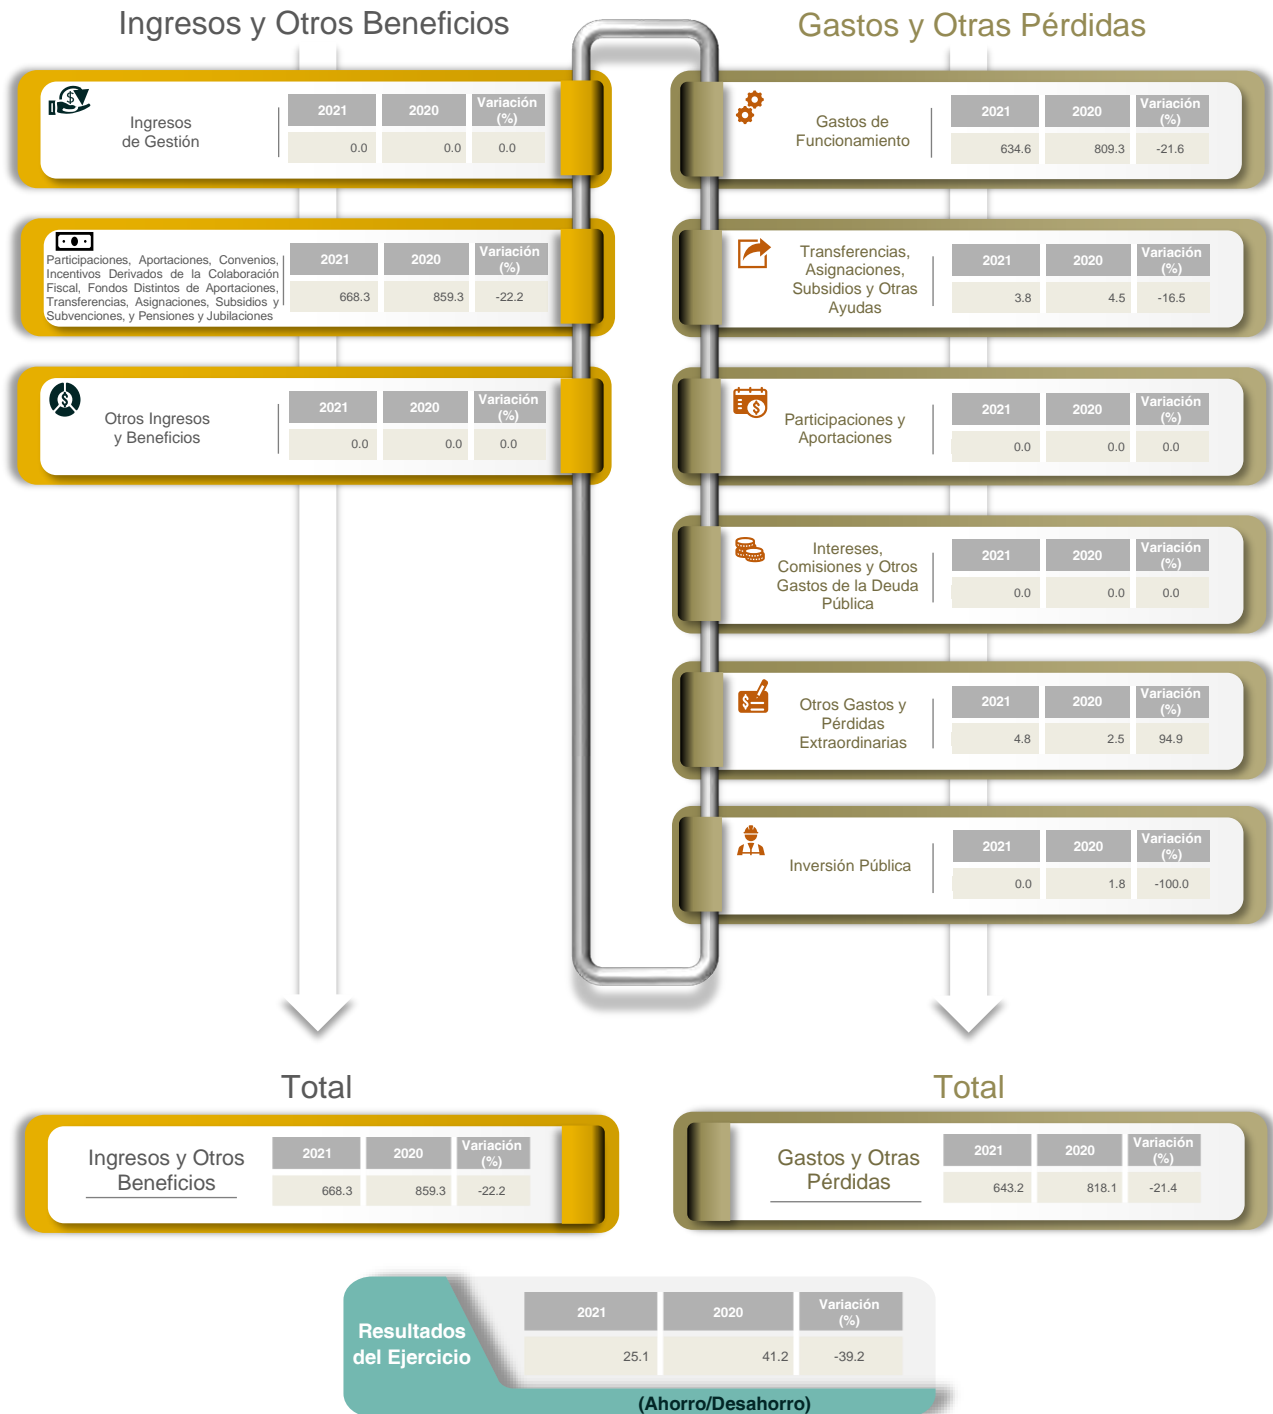 Ingresos y Otros Beneficios
Ingresos
de Gestión
2021 2020 Variación (%)
0.0 0.0 0.0
Participaciones, Aportaciones, Convenios,
Incentivos Derivados de la Colaboración
Fiscal, Fondos Distintos de Aportaciones,
Transferencias, Asignaciones, Subsidios y
Subvenciones, y Pensiones y Jubilaciones
2021 2020 Variación (%)
668.3 859.3 -22.2
Otros Ingresos
y Beneficios
2021 2020 Variación (%)
0.0 0.0 0.0
Gastos y Otras Pérdidas
Gastos de
Funcionamiento
2021 2020 Variación (%)
634.6 809.3 -21.6
Transferencias,
Asignaciones,
Subsidios y Otras
Ayudas
2021 2020 Variación (%)
3.8 4.5 -16.5
Participaciones y
Aportaciones
2021 2020 Variación (%)
0.0 0.0 0.0
Intereses,
Comisiones y Otros
Gastos de la Deuda
Pública
2021 2020 Variación (%)
0.0 0.0 0.0
Otros Gastos y
Pérdidas
Extraordinarias
2021 2020 Variación (%)
4.8 2.5 94.9
Inversión Pública
2021 2020 Variación (%)
0.0 1.8 -100.0
Total
Ingresos y Otros
Beneficios
2021 2020 Variación (%)
668.3 859.3 -22.2
Total
Gastos y Otras
Pérdidas
2021 2020 Variación (%)
643.2 818.1 -21.4
Resultados
del Ejercicio
2021 2020 Variación (%)
25.1 41.2 -39.2
(Ahorro/Desahorro)